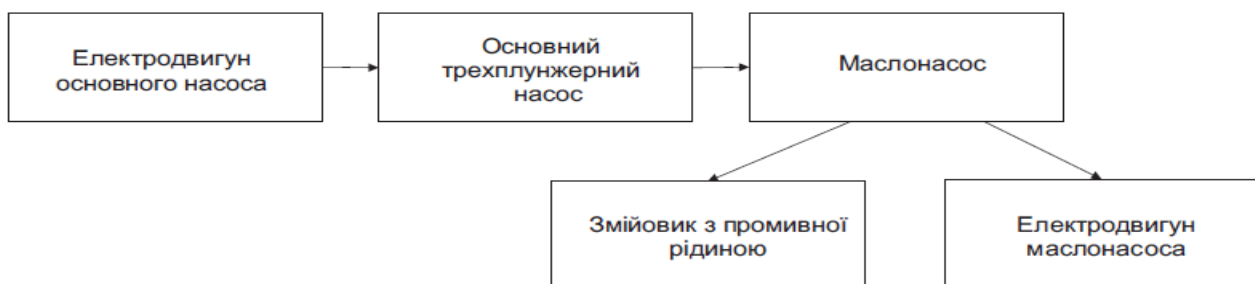 Електродвигун
основного насоса
Основний
трехплунжерний
насос
Маслонасос
Змійовик з промивної
рідиною
Електродвигун
маслонасоса